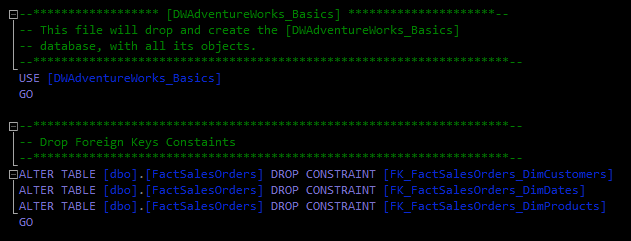 --******************* [DWAdventureWorks_Basics] *********************--
-- This file will drop and create the [DWAdventureWorks_Basics]
-- database, with all its objects.
--*****************************************************************--
USE [DWAdventureWorks_Basics]
GO
--*****************************************************************--
-- Drop Foreign Keys Constaints
--*****************************************************************--
ALTER TABLE [dbo].[FactSalesOrders] DROP CONSTRAINT [FK_FactSalesOrders_DimCustomers]
ALTER TABLE [dbo].[FactSalesOrders] DROP CONSTRAINT [FK_FactSalesOrders_DimDates]
ALTER TABLE [dbo].[FactSalesOrders] DROP CONSTRAINT [FK_FactSalesOrders_DimProducts]
GO